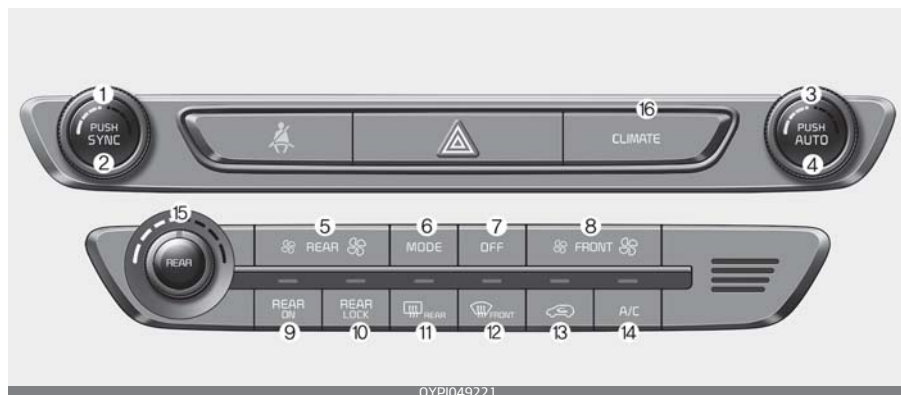 ① ③ ⑯
PUSH SYNC CLIMATE PUSH AUTO
② ④
⑮ ⑤ ⑥ ⑦ ⑧
REAR REAR MODE OFF FRONT
REAR ON REAR LOCK REAR FRONT A/C
⑨ ⑩ ⑪ ⑫ ⑬ ⑭
OYPI049221